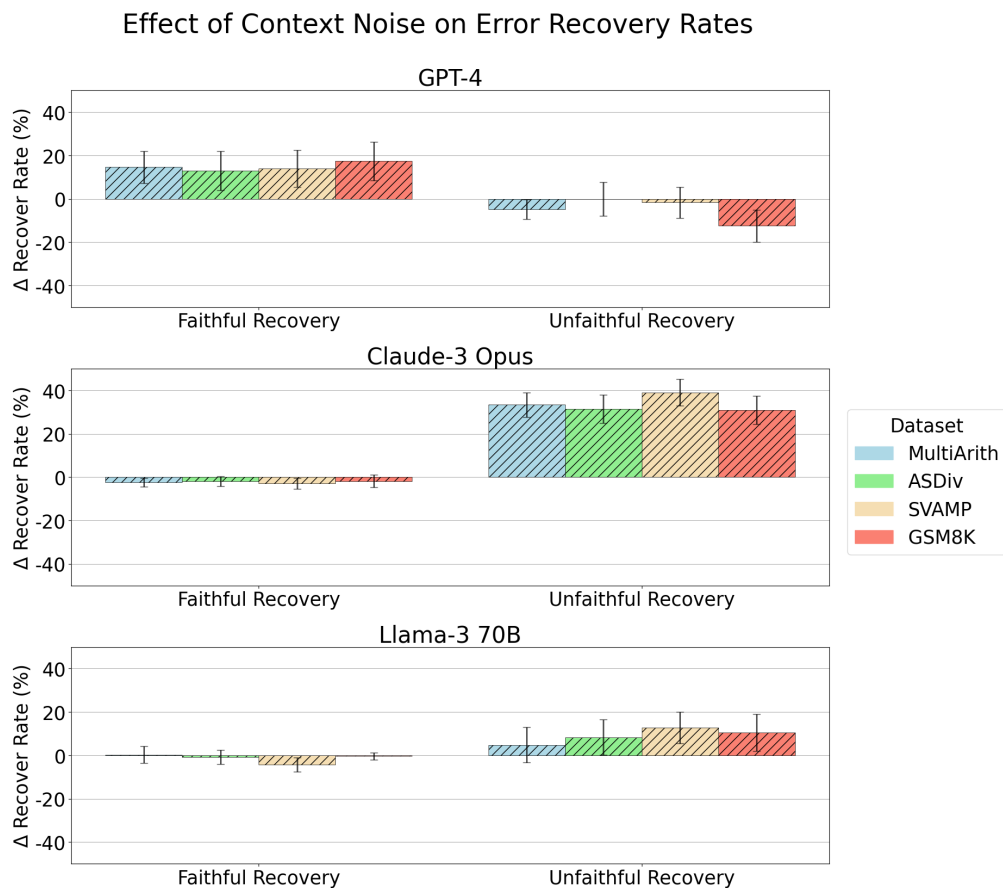 Effect of Context Noise on Error Recovery Rates
GPT-4
Δ Recover Rate (%)
40
20
0
-20
-40
Faithful Recovery
Unfaithful Recovery
Claude-3 Opus
Δ Recover Rate (%)
40
20
0
-20
-40
Faithful Recovery
Unfaithful Recovery
Dataset
MultiArith
ASDiv
SVAMP
GSM8K
Llama-3 70B
Δ Recover Rate (%)
40
20
0
-20
-40
Faithful Recovery
Unfaithful Recovery